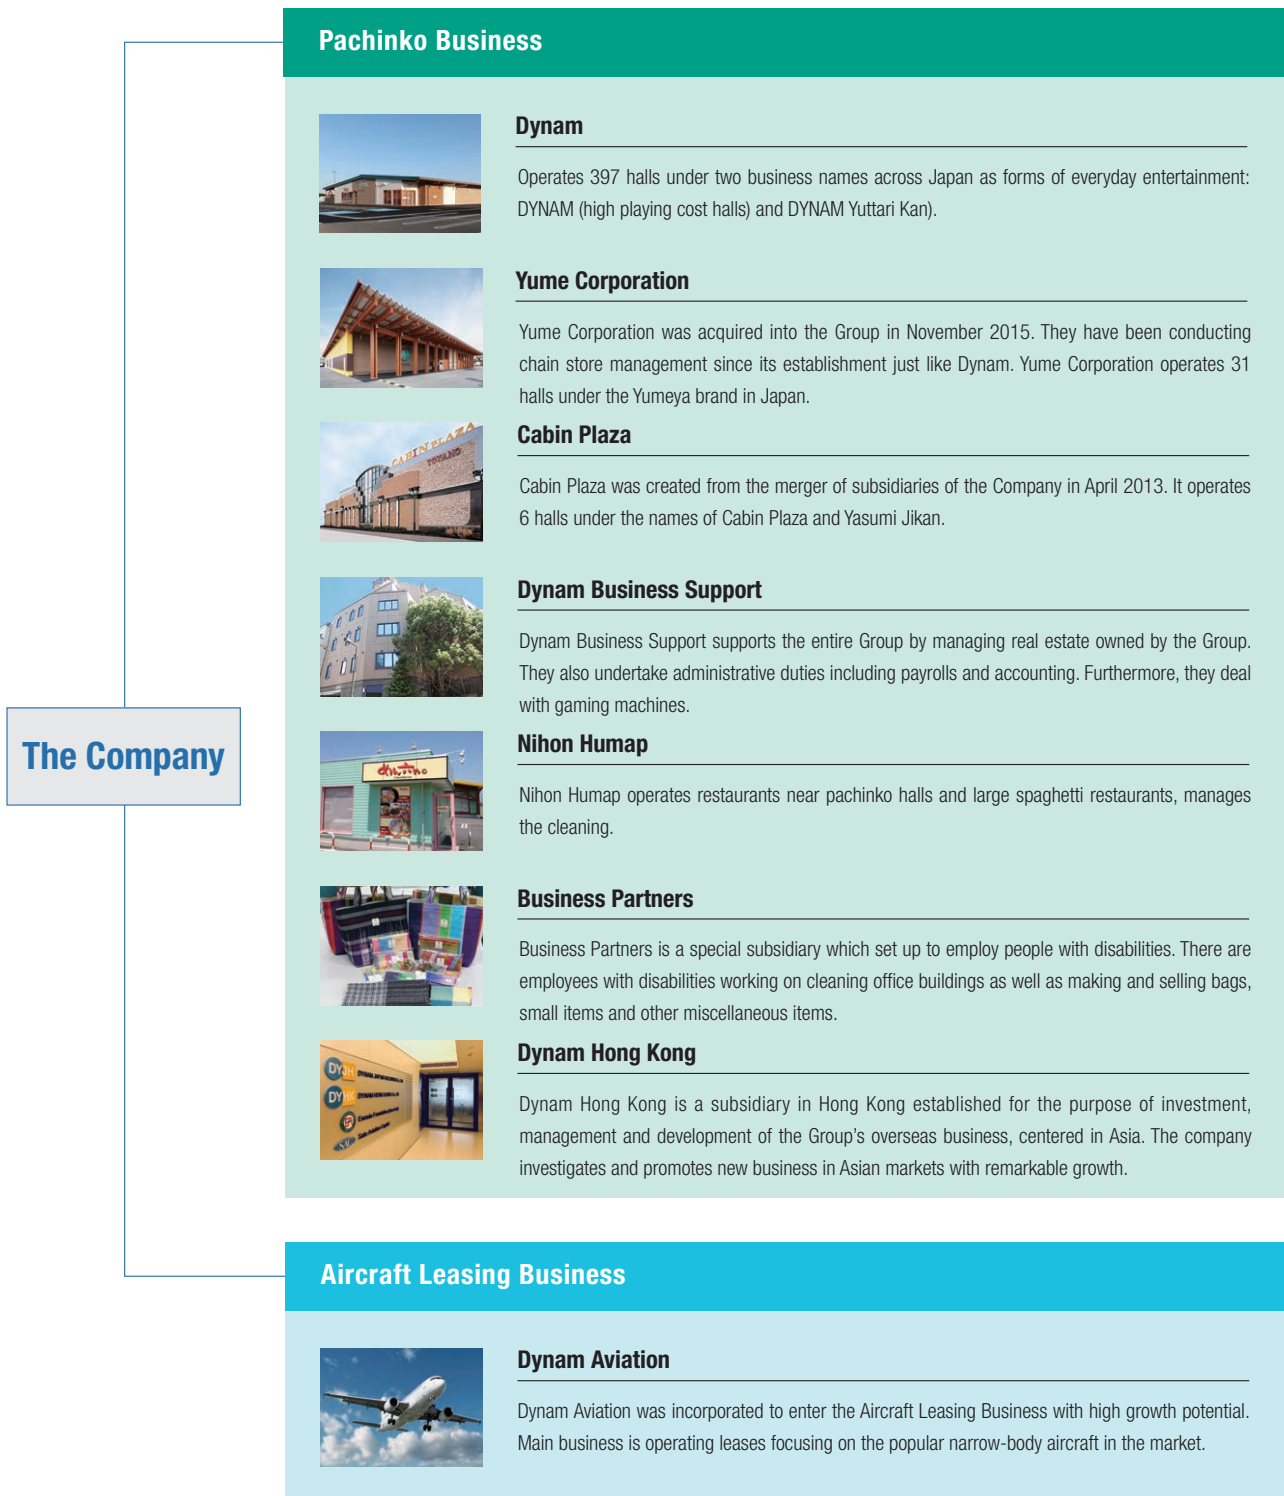 Pachinko Business
Dynam
Operates 397 halls under two business names across Japan as forms of everyday entertainment:
DYNAM (high playing cost halls) and DYNAM Yuttari Kan).
Yume Corporation
Yume Corporation was acquired into the Group in November 2015. They have been conducting
chain store management since its establishment just like Dynam. Yume Corporation operates 31
halls under the Yumeya brand in Japan.
CABIN PLAZA
Cabin Plaza
Cabin Plaza was created from the merger of subsidiaries of the Company in April 2013. It operates
6 halls under the names of Cabin Plaza and Yasumi Jikan.
Dynam Business Support
Dynam Business Support supports the entire Group by managing real estate owned by the Group.
They also undertake administrative duties including payrolls and accounting. Furthermore, they deal
with gaming machines.
The Company
Nihon Humap
Nihon Humap operates restaurants near pachinko halls and large spaghetti restaurants, manages
the cleaning.
Business Partners
Business Partners is a special subsidiary which set up to employ people with disabilities. There are
employees with disabilities working on cleaning office buildings as well as making and selling bags,
small items and other miscellaneous items.
DYJH
DYHK
Dynam Hong Kong
Dynam Hong Kong is a subsidiary in Hong Kong established for the purpose of investment,
management and development of the Group's overseas business, centered in Asia. The company
investigates and promotes new business in Asian markets with remarkable growth.
Aircraft Leasing Business
Dynam Aviation
Dynam Aviation was incorporated to enter the Aircraft Leasing Business with high growth potential.
Main business is operating leases focusing on the popular narrow-body aircraft in the market.